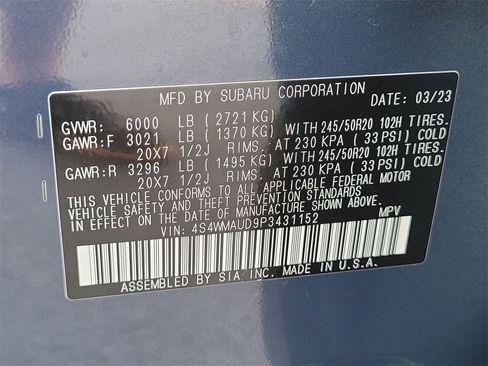 MFD BY SUBARU CORPORATION DATE: 03/23
GVWR: 6000 LB (2721 KG)
GAWR:F 3021 LB (1370 KG) WITH 245/50R20 102H TIRES.
20X7 1/2J RIMS. AT 230 KPA (33 PSI) COLD
GAWR:R 3296 LB (1495 KG) WITH 245/50R20 102H TIRES.
20X7 1/2J RIMS. AT 230 KPA (33 PSI) COLD
THIS VEHICLE CONFORMS TO ALL APPLICABLE FEDERAL MOTOR
VEHICLE SAFETY AND THEFT PREVENTION STANDARDS
IN EFFECT ON THE DATE OF MANUFACTURE SHOWN ABOVE.
VIN: 4S4WMAUD9P3431152 MPV
ASSEMBLED BY SIA INC. MADE IN U.S.A.